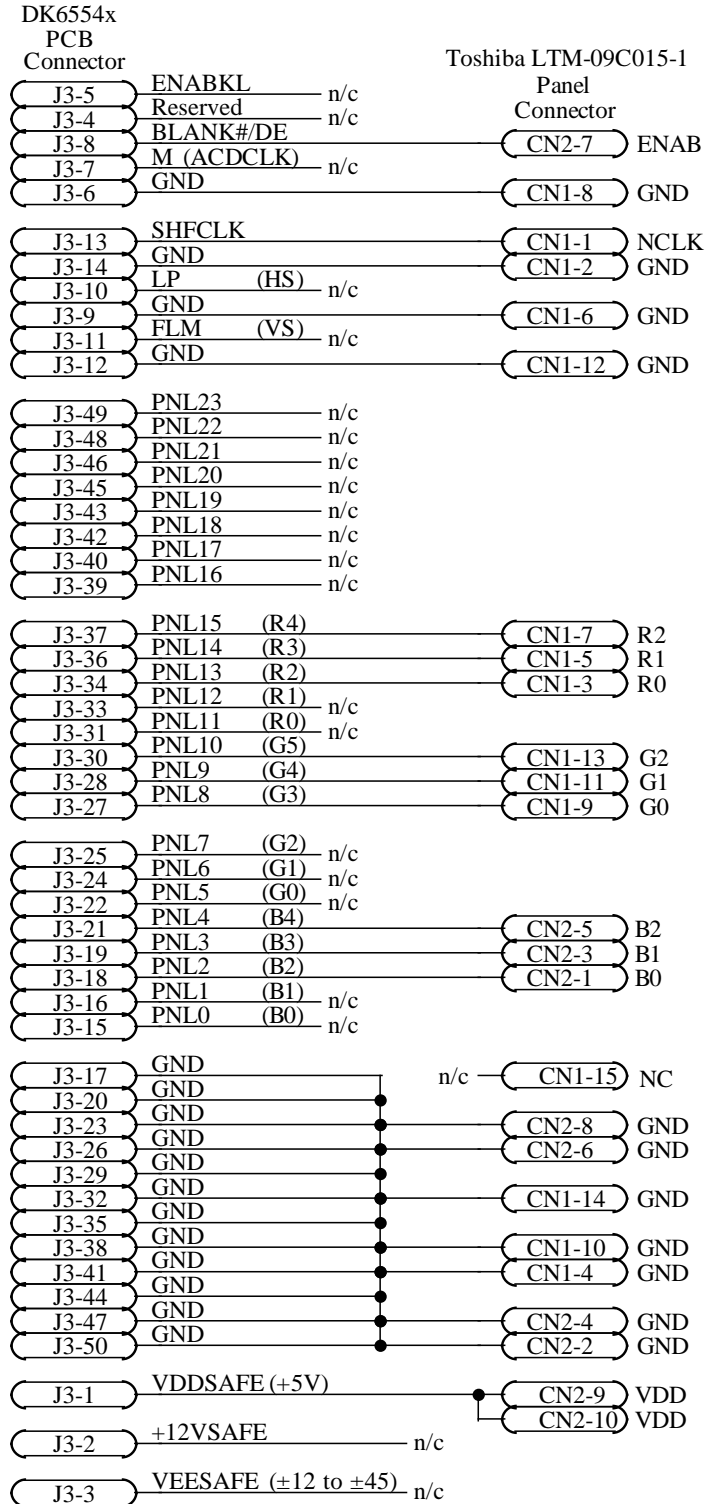 DK6554x
PCB
Connector
Toshiba LTM-09C015-1
Panel
Connector
J3-5 ENABKL n/c
J3-4 Reserved n/c
J3-8 BLANK#/DE CN2-7 ENAB
J3-7 M (ACDCLK) n/c
J3-6 GND CN1-8 GND
J3-13 SHFCLK CN1-1 NCLK
J3-14 GND CN1-2 GND
J3-10 LP (HS) n/c
J3-9 GND CN1-6 GND
J3-11 FLM (VS) n/c
J3-12 GND CN1-12 GND
J3-49 PNL23 n/c
J3-48 PNL22 n/c
J3-46 PNL21 n/c
J3-45 PNL20 n/c
J3-43 PNL19 n/c
J3-42 PNL18 n/c
J3-40 PNL17 n/c
J3-39 PNL16 n/c
J3-37 PNL15 (R4) CN1-7 R2
J3-36 PNL14 (R3) CN1-5 R1
J3-34 PNL13 (R2) CN1-3 R0
J3-33 PNL12 (R1) n/c
J3-31 PNL11 (R0) n/c
J3-30 PNL10 (G5) CN1-13 G2
J3-28 PNL9 (G4) CN1-11 G1
J3-27 PNL8 (G3) CN1-9 G0
J3-25 PNL7 (G2) n/c
J3-24 PNL6 (G1) n/c
J3-22 PNL5 (G0) n/c
J3-21 PNL4 (B4) CN2-5 B2
J3-19 PNL3 (B3) CN2-3 B1
J3-18 PNL2 (B2) CN2-1 B0
J3-16 PNL1 (B1) n/c
J3-15 PNL0 (B0) n/c
J3-17 GND n/c CN1-15 NC
J3-20 GND
J3-23 GND CN2-8 GND
J3-26 GND CN2-6 GND
J3-29 GND
J3-32 GND CN1-14 GND
J3-35 GND
J3-38 GND CN1-10 GND
J3-41 GND CN1-4 GND
J3-44 GND
J3-47 GND CN2-4 GND
J3-50 GND CN2-2 GND
J3-1 VDDSAFE (+5V) CN2-9 VDD
CN2-10 VDD
J3-2 +12VSAFE n/c
J3-3 VEESAFE (±12 to ±45) n/c